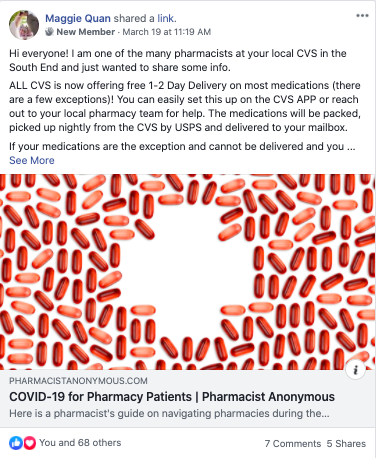 Maggie Quan shared a link.
New Member · March 19 at 11:19 AM
Hi everyone! I am one of the many pharmacists at your local CVS in the
South End and just wanted to share some info.
ALL CVS is now offering free 1-2 Day Delivery on most medications (there
are a few exceptions)! You can easily set this up on the CVS APP or reach
out to your local pharmacy team for help. The medications will be packed,
picked up nightly from the CVS by USPS and delivered to your mailbox.
If your medications are the exception and cannot be delivered and you ...
See More
PHARMACISTANONYMOUS.COM
COVID-19 for Pharmacy Patients | Pharmacist Anonymous
Here is a pharmacist's guide on navigating pharmacies during the...
You and 68 others
7 Comments 5 Shares